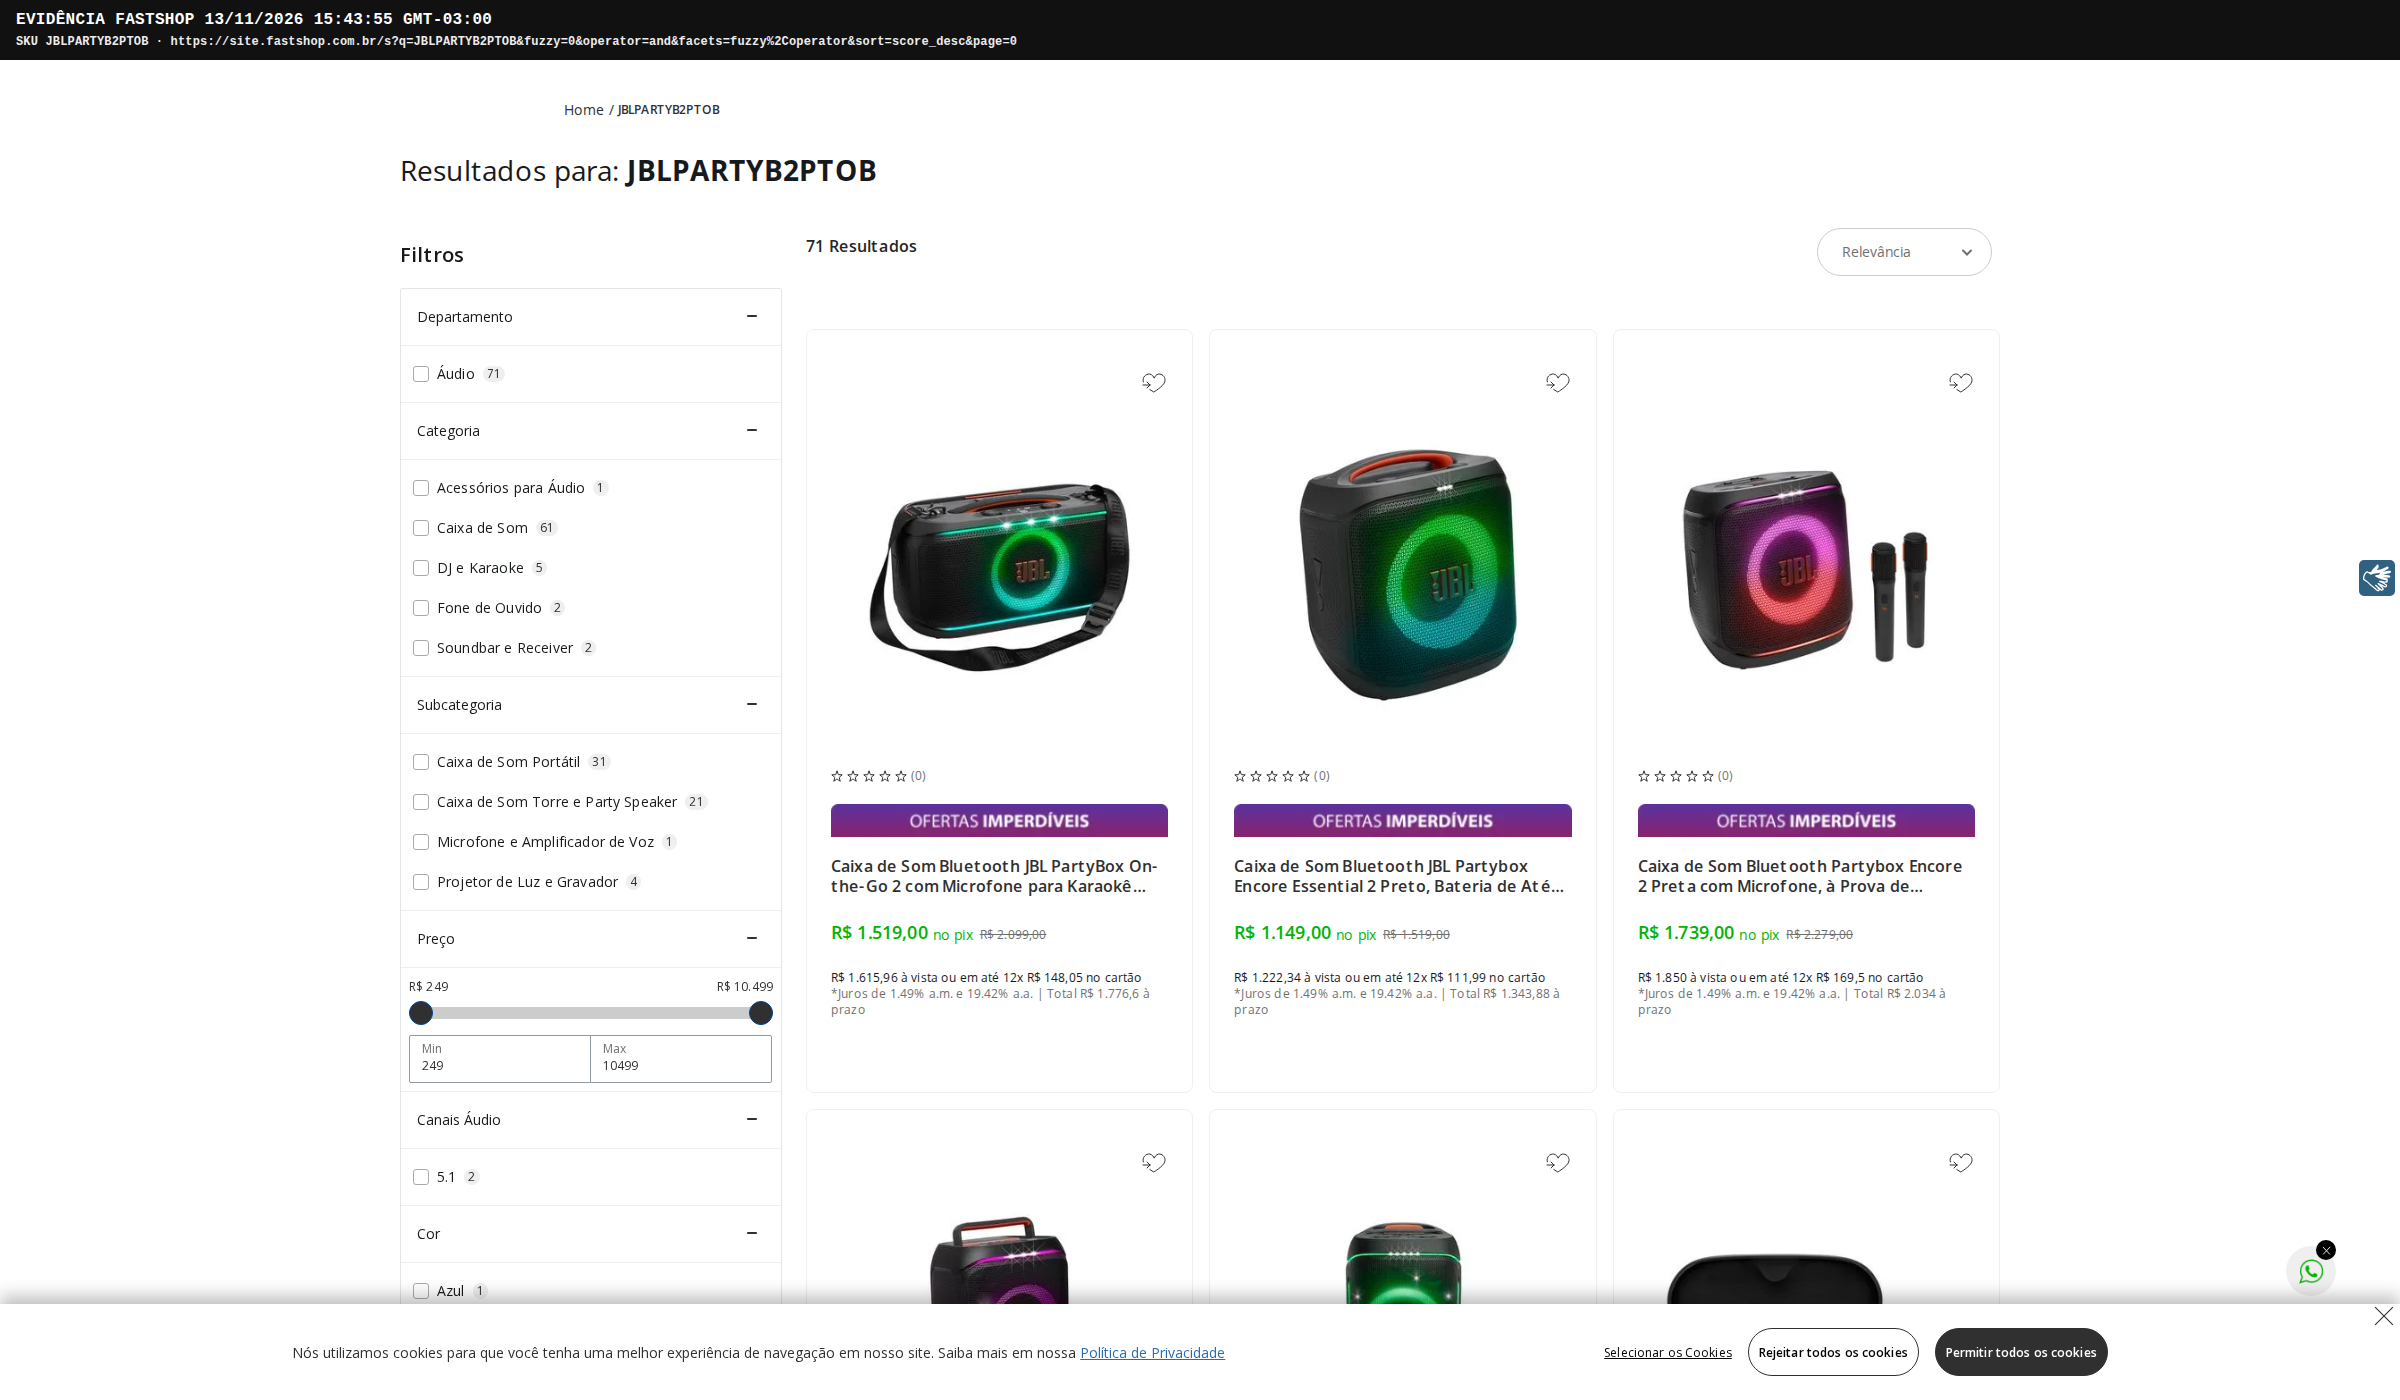 EVIDÊNCIA FASTSHOP 13/11/2026 15:43:55 GMT-03:00
SKU JBLPARTYB2PTOB · https://site.fastshop.com.br/s?q=JBLPARTYB2PTOB&fuzzy=0&operator=and&facets=fuzzy%2Coperator&sort=score_desc&page=0
Home / JBLPARTYB2PTOB
Resultados para: JBLPARTYB2PTOB
Filtros
71 Resultados
Relevância
Departamento
Áudio 71
Categoria
Acessórios para Áudio 1
Caixa de Som 61
DJ e Karaoke 5
Fone de Ouvido 2
Soundbar e Receiver 2
Subcategoria
Caixa de Som Portátil 31
Caixa de Som Torre e Party Speaker 21
Microfone e Amplificador de Voz 1
Projetor de Luz e Gravador 4
Preço
R$ 249 R$ 10.499
Min Max
249 10499
Canais Áudio
5.1 2
Cor
Azul 1
JBL
(0)
OFERTAS IMPERDÍVEIS
Caixa de Som Bluetooth JBL PartyBox On-
the-Go 2 com Microfone para Karaokê...
R$ 1.519,00 no pix R$ 2.099,00
R$ 1.615,96 à vista ou em até 12x R$ 148,05 no cartão
*Juros de 1.49% a.m. e 19.42% a.a. | Total R$ 1.776,6 à
prazo
JBL
(0)
OFERTAS IMPERDÍVEIS
Caixa de Som Bluetooth JBL Partybox
Encore Essential 2 Preto, Bateria de Até...
R$ 1.149,00 no pix R$ 1.519,00
R$ 1.222,34 à vista ou em até 12x R$ 111,99 no cartão
*Juros de 1.49% a.m. e 19.42% a.a. | Total R$ 1.343,88 à
prazo
JBL
(0)
OFERTAS IMPERDÍVEIS
Caixa de Som Bluetooth Partybox Encore
2 Preta com Microfone, à Prova de...
R$ 1.739,00 no pix R$ 2.279,00
R$ 1.850 à vista ou em até 12x R$ 169,5 no cartão
*Juros de 1.49% a.m. e 19.42% a.a. | Total R$ 2.034 à
prazo
Nós utilizamos cookies para que você tenha uma melhor experiência de navegação em nosso site. Saiba mais em nossa Política de Privacidade
Selecionar os Cookies
Rejeitar todos os cookies
Permitir todos os cookies